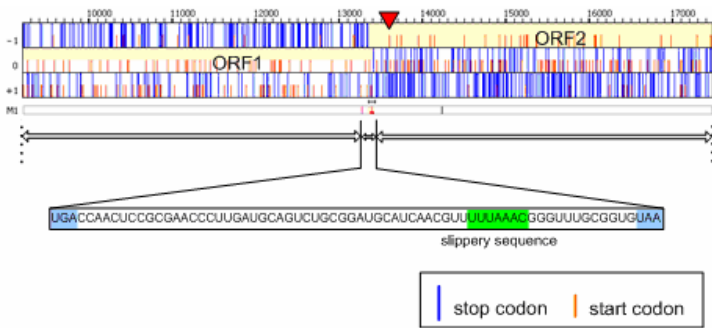 10000 11000 12000 13000 14000 15000 16000 17000
-1 ORF2
0 ORF1
+1
M1
UGACCAACUCCGCGAACCCUUGAUGCAGUCUGCGGAUGCAUCAACGUUUUUAAACGGGUUUGCGGUGUAA
slippery sequence
stop codon start codon